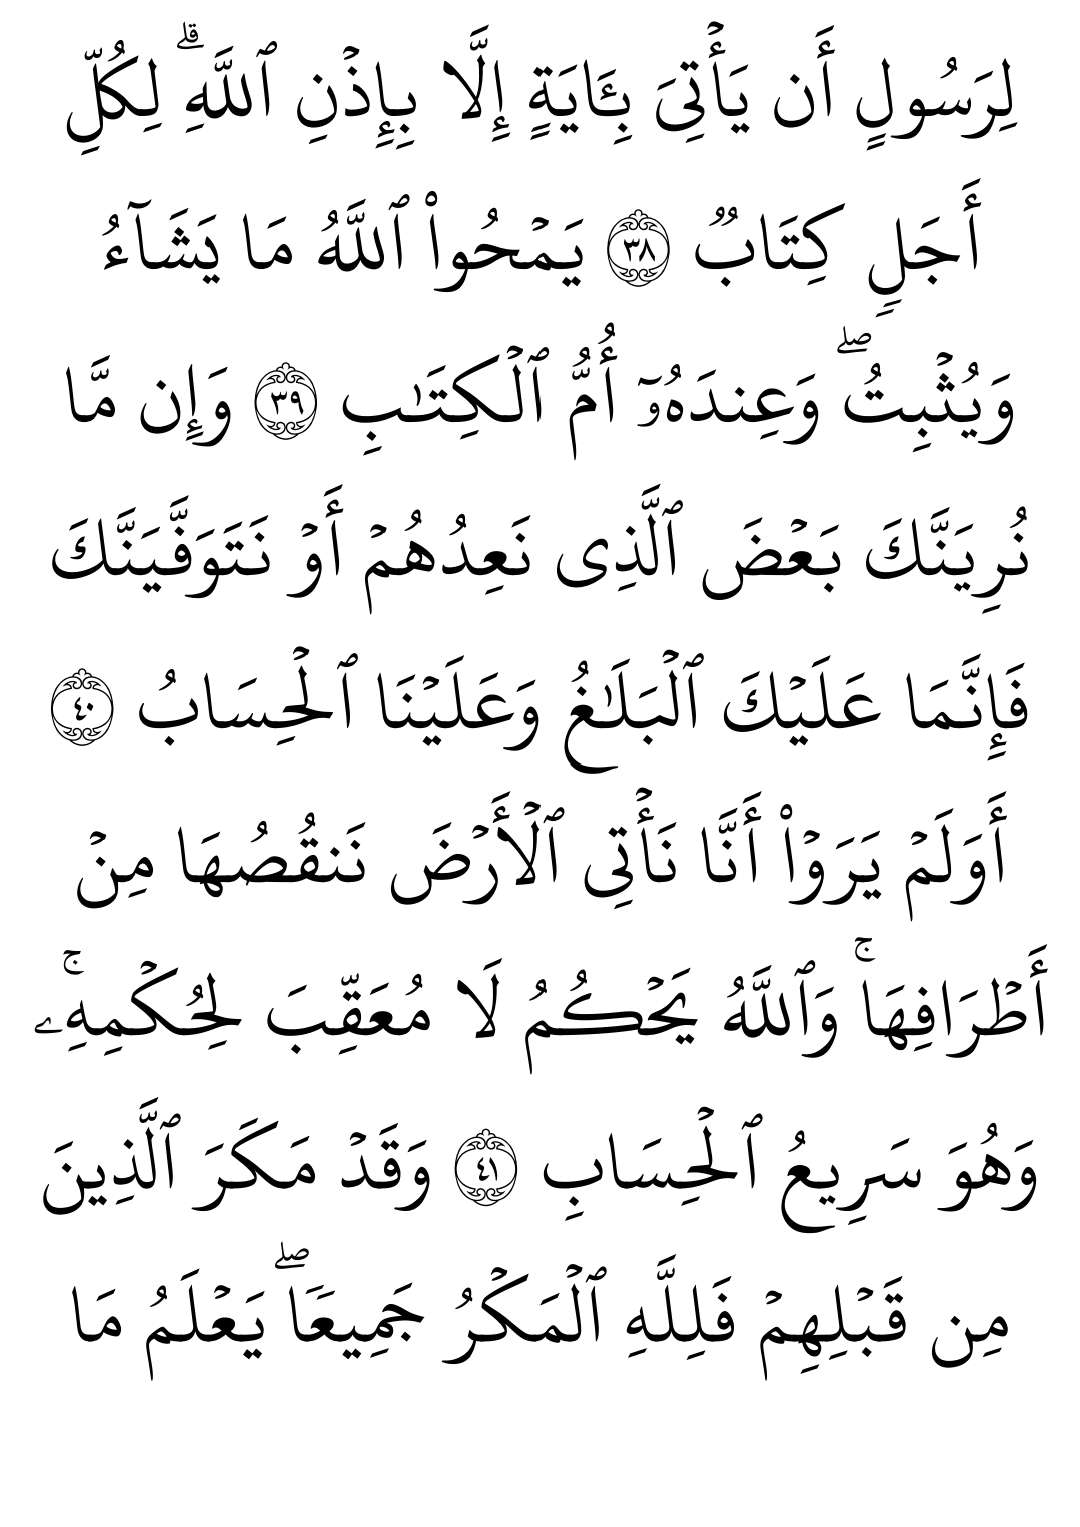 لِرَسُولٍ أَن يَأۡتِىَ بِـَٔايَةٍ إِلَّا بِإِذۡنِ ٱللَّهِۗ لِكُلِّ
أَجَلٍ كِتَابٌ ٣٨ يَمۡحُوا۟ ٱللَّهُ مَا يَشَآءُ
وَيُثۡبِتُۖ وَعِندَهُۥٓ أُمُّ ٱلۡكِتَـٰبِ ٣٩ وَإِن مَّا
نُرِيَنَّكَ بَعۡضَ ٱلَّذِى نَعِدُهُمۡ أَوۡ نَتَوَفَّيَنَّكَ
فَإِنَّمَا عَلَيۡكَ ٱلۡبَلَـٰغُ وَعَلَيۡنَا ٱلۡحِسَابُ ٤٠
أَوَلَمۡ يَرَوۡا۟ أَنَّا نَأۡتِى ٱلۡأَرۡضَ نَنقُصُهَا مِنۡ
أَطۡرَافِهَاۚ وَٱللَّهُ يَحۡكُمُ لَا مُعَقِّبَ لِحُكۡمِهِۦۚ
وَهُوَ سَرِيعُ ٱلۡحِسَابِ ٤١ وَقَدۡ مَكَرَ ٱلَّذِينَ
مِن قَبۡلِهِمۡ فَلِلَّهِ ٱلۡمَكۡرُ جَمِيعًاۖ يَعۡلَمُ مَا